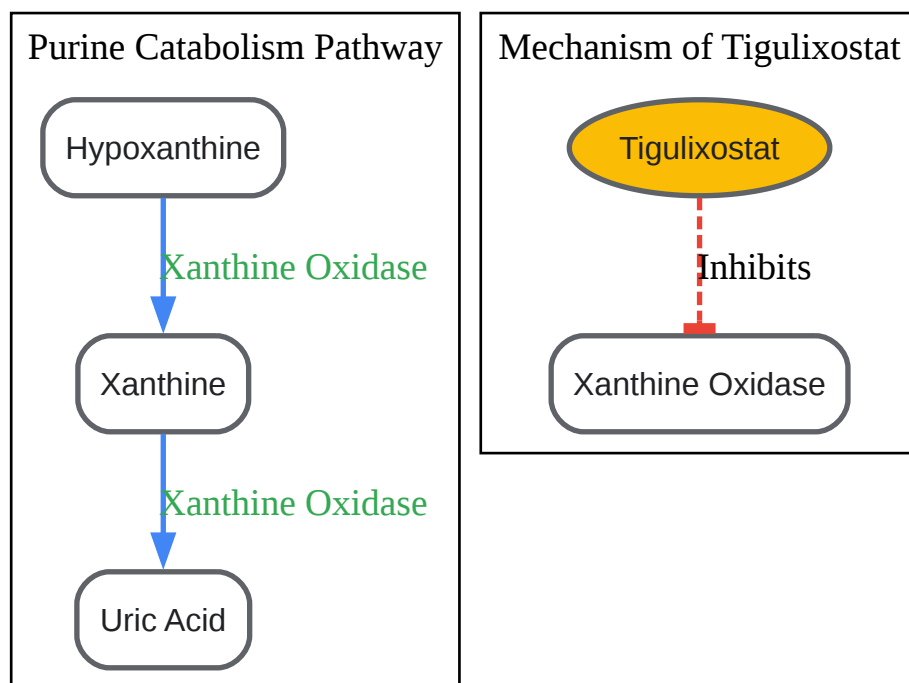 Purine Catabolism Pathway
Hypoxanthine
Xanthine Oxidase
Xanthine
Xanthine Oxidase
Uric Acid
Mechanism of Tigulixostat
Tigulixostat
Inhibits
Xanthine Oxidase